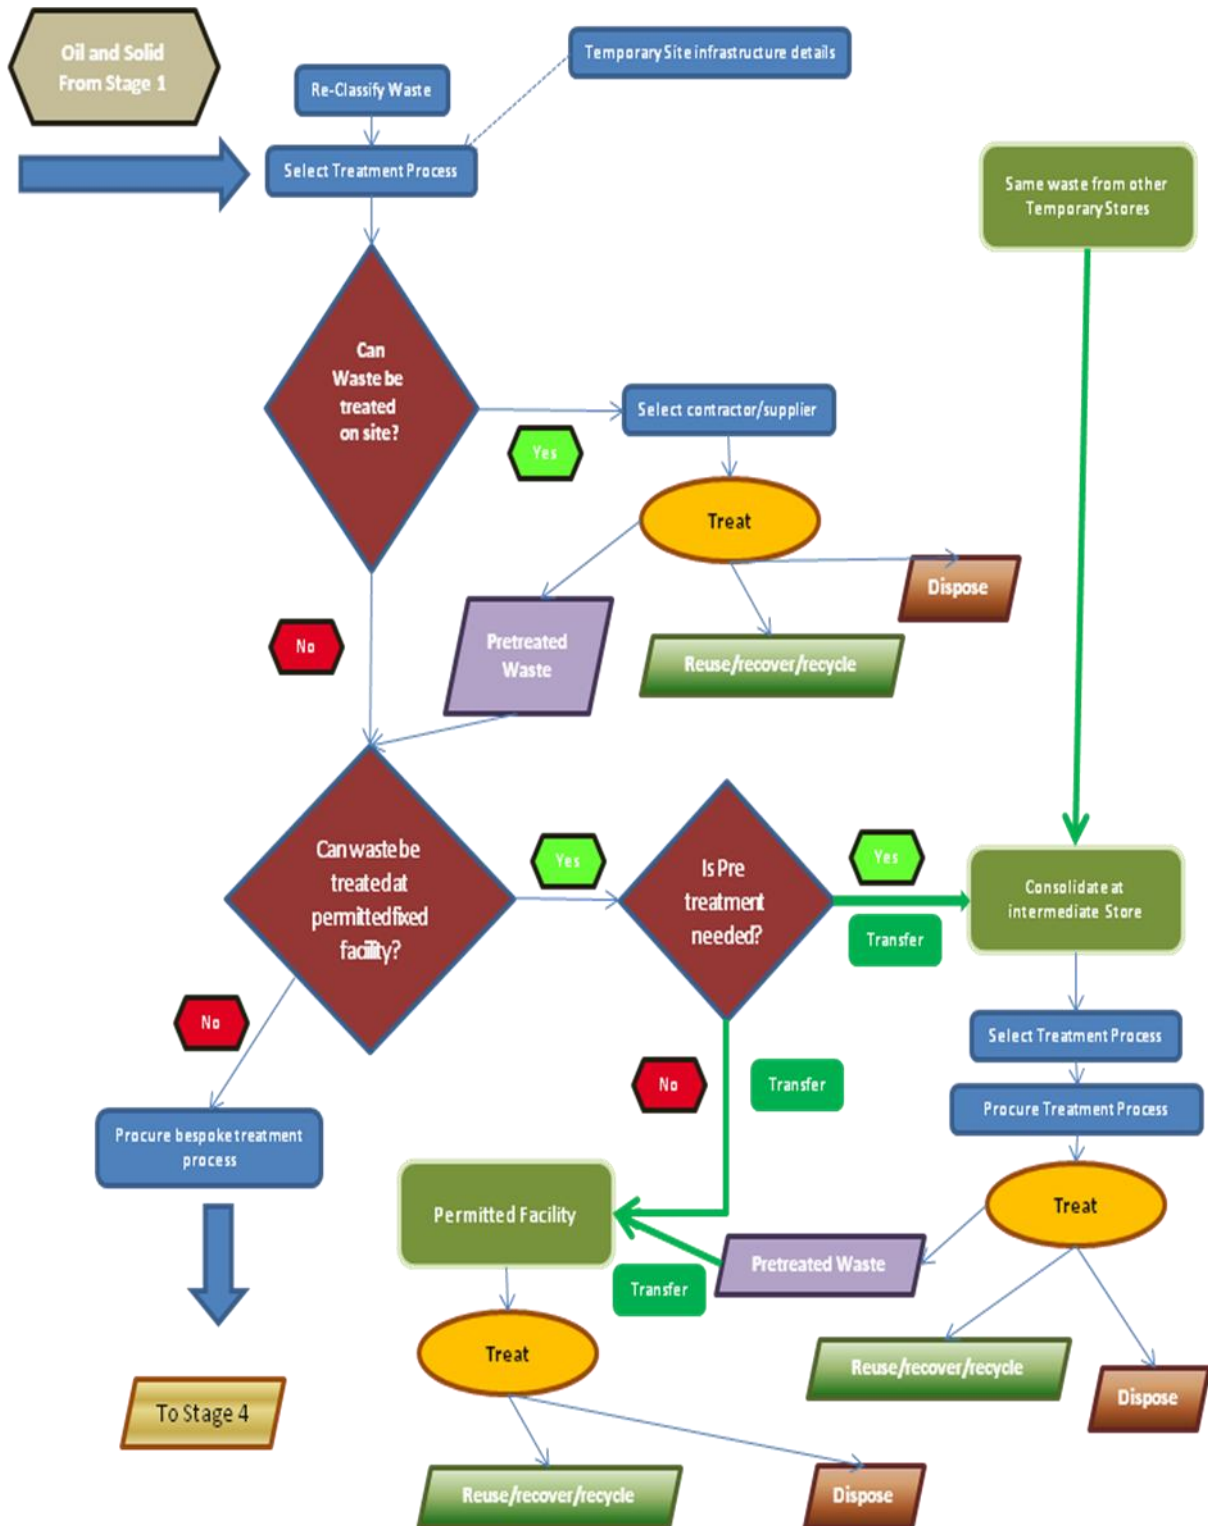 Oil and Solid
From Stage 1
Temporary Site infrastructure details
Re-Classify Waste
Select Treatment Process
Same waste from other
Temporary Stores
Can
Waste be
treated
on site?
Select contractor/supplier
Yes
Treat
Dispose
No
Pretreated
Waste
Reuse/recover/recycle
Can waste be
treated at
permitted fixed
facility?
Yes
Is Pre
treatment
needed?
Yes
Transfer
Consolidate at
intermediate Store
No
Select Treatment Process
No
Transfer
Procure Treatment Process
Procure bespoke treatment
process
Permitted Facility
Treat
Pretreated Waste
Transfer
Treat
Reuse/recover/recycle
Dispose
To Stage 4
Reuse/recover/recycle
Dispose